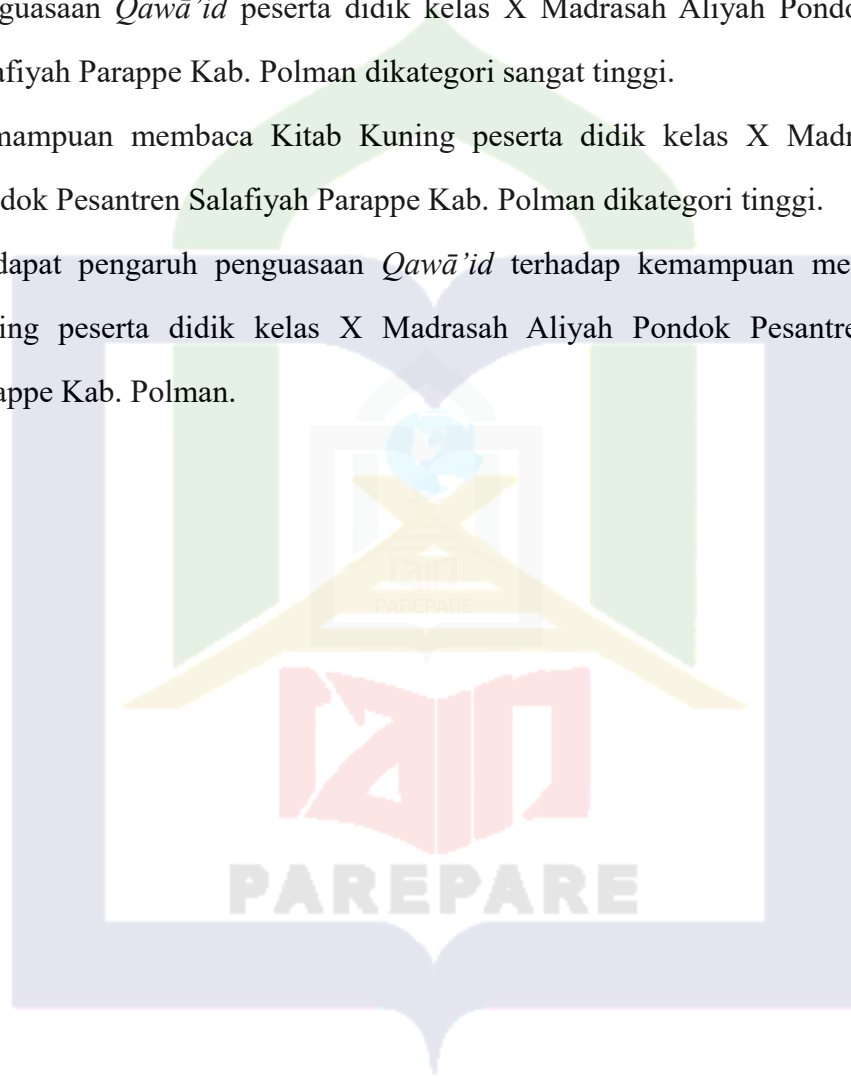 guasaan Qawā’id peserta didik kelas X Madrasah Aliyah Pondo
afiyah Parappe Kab. Polman dikategori sangat tinggi.
mampuan membaca Kitab Kuning peserta didik kelas X Madr
dok Pesantren Salafiyah Parappe Kab. Polman dikategori tinggi.
dapat pengaruh penguasaan Qawā’id terhadap kemampuan me
ing peserta didik kelas X Madrasah Aliyah Pondok Pesantre
appe Kab. Polman.
PAREPARE
PAREPARE